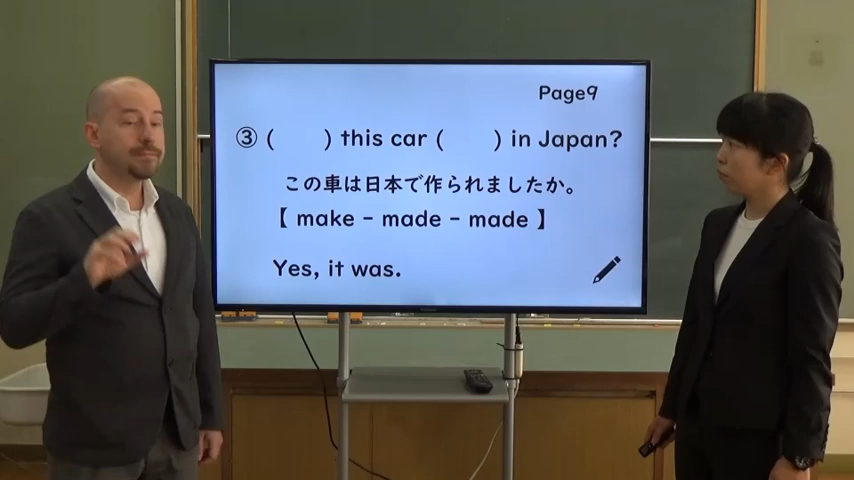 Page9
③ (      ) this car (      ) in Japan?
この車は日本で作られましたか。
【 make - made - made 】
Yes, it was.